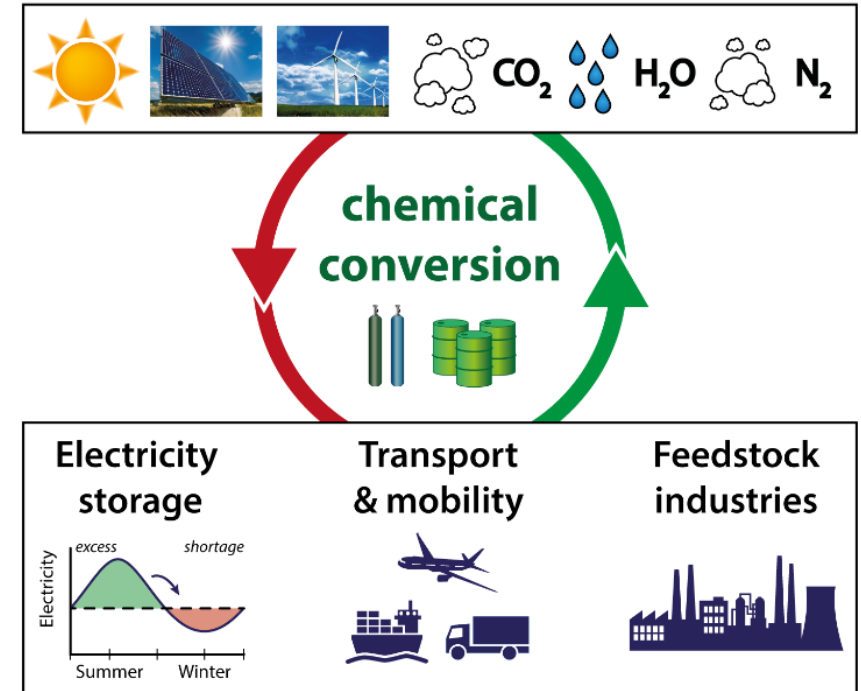 CO₂ H₂O N₂
chemical
conversion
Electricity
storage
Transport
& mobility
Feedstock
industries
excess shortage
Electricity
Summer Winter